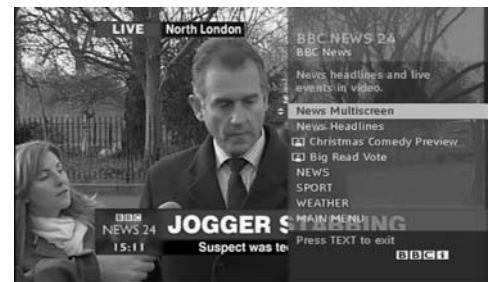 LIVE North London
BBC NEWS 24
BBC News
News headlines and live
events in video.
News Multiscreen
News Headlines
Christmas Comedy Preview...
Big Read Vote
NEWS
SPORT
WEATHER
MAIN MENU
Press TEXT to exit
BBCi
BBC
NEWS 24
15:11
JOGGER STABBING
Suspect was te